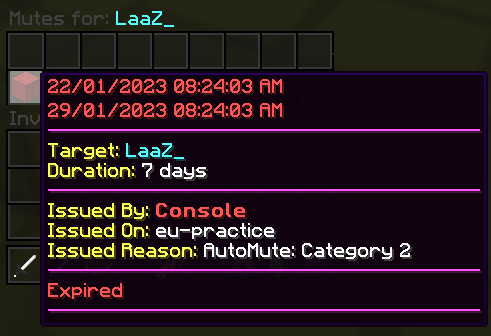 Mutes for: LaaZ_
22/01/2023 08:24:03 AM
29/01/2023 08:24:03 AM
Inv
Target: LaaZ_
Duration: 7 days
Issued By: Console
Issued On: eu-practice
Issued Reason: AutoMute: Category 2
Expired